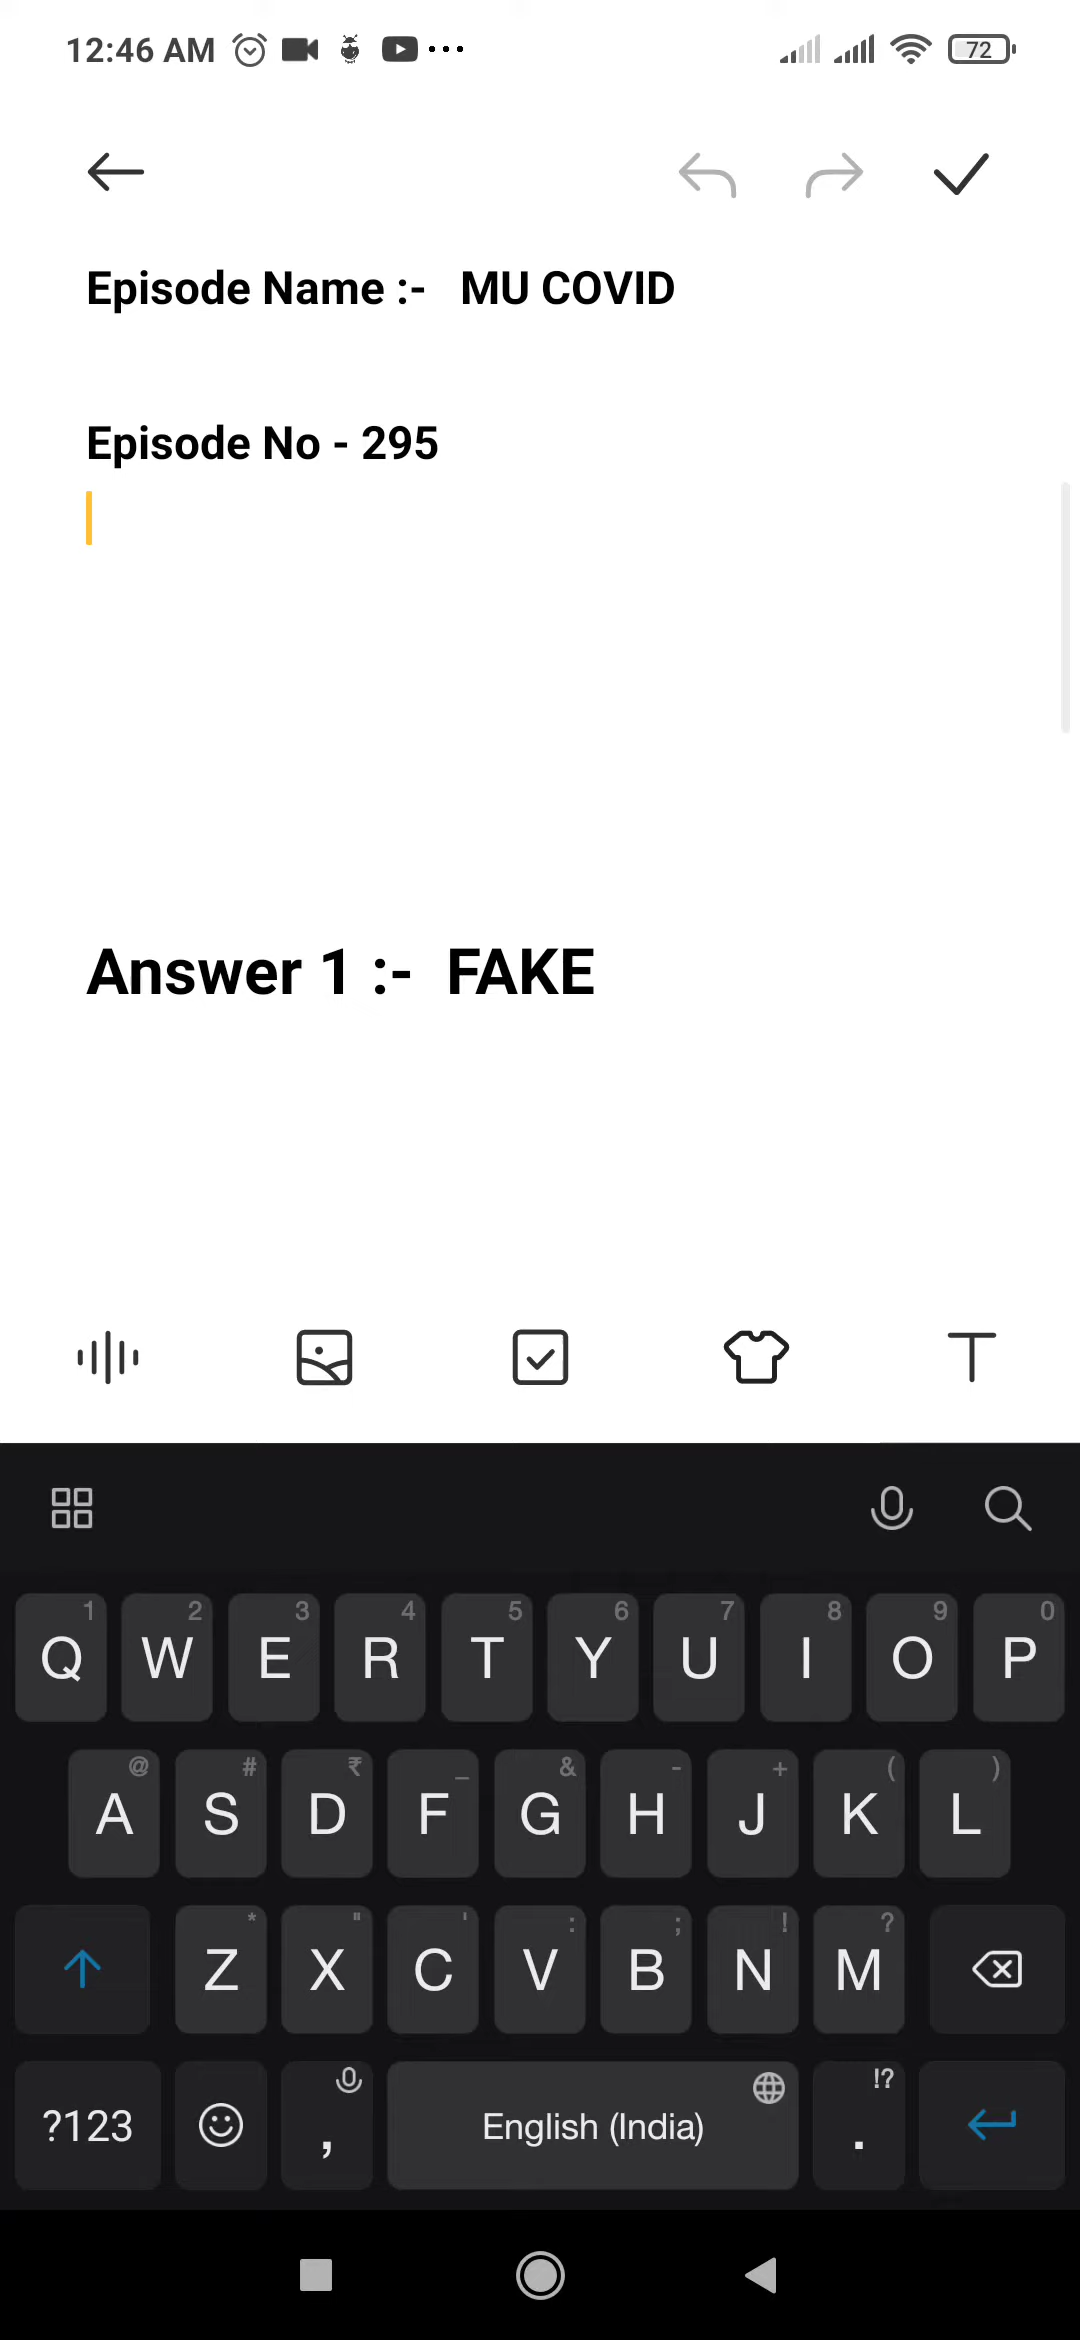 12:46 AM 72
Episode Name :- MU COVID
Episode No - 295
Answer 1 :- FAKE
1 2 3 4 5 6 7 8 9 0
Q W E R T Y U I O P
@ # ₹ _ & - + ( )
A S D F G H J K L
* " ' : ; ! ?
Z X C V B N M
!?
?123 , English (India) .